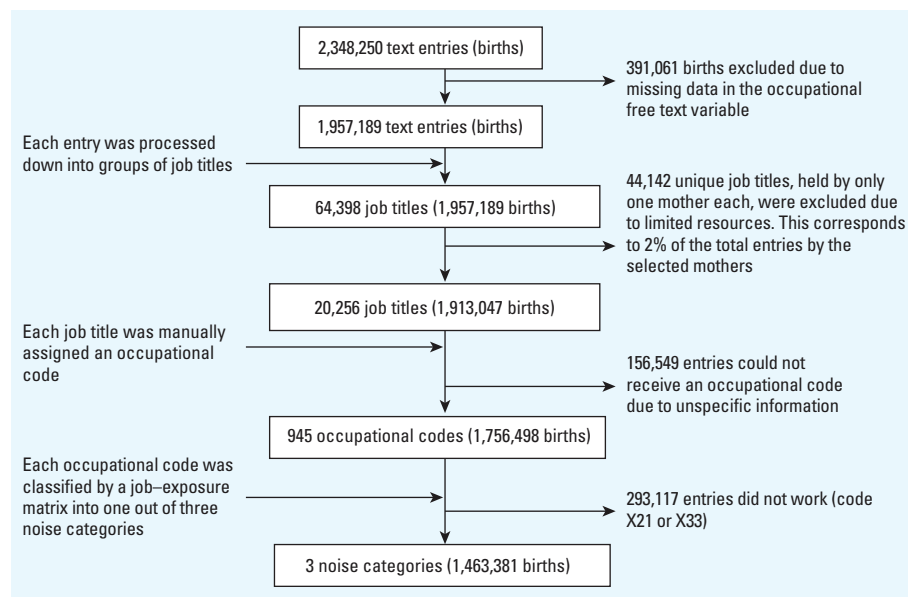 2,348,250 text entries (births)
391,061 births excluded due to
missing data in the occupational
free text variable
1,957,189 text entries (births)
Each entry was processed
down into groups of job titles
64,398 job titles (1,957,189 births)
44,142 unique job titles, held by only
one mother each, were excluded due
to limited resources. This corresponds
to 2% of the total entries by the
selected mothers
20,256 job titles (1,913,047 births)
Each job title was manually
assigned an occupational
code
156,549 entries could not
receive an occupational code
due to unspecific information
945 occupational codes (1,756,498 births)
Each occupational code was
classified by a job–exposure
matrix into one out of three
noise categories
293,117 entries did not work (code
X21 or X33)
3 noise categories (1,463,381 births)